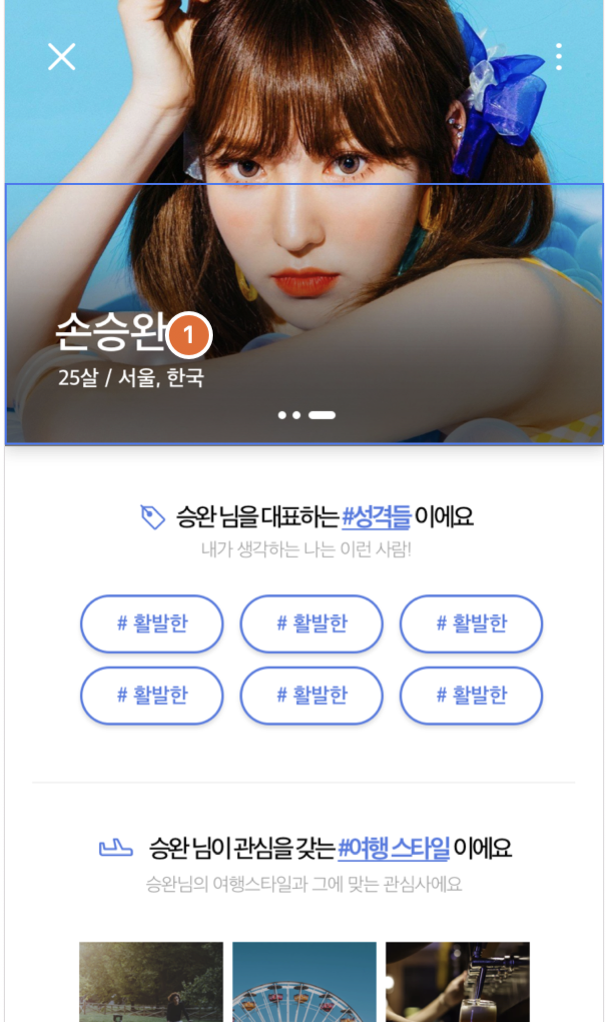 손승완
1
25살 / 서울, 한국
승완 님을 대표하는 #성격들 이에요
내가 생각하는 나는 이런 사람!
# 활발한 # 활발한 # 활발한
# 활발한 # 활발한 # 활발한
승완 님이 관심을 갖는 #여행 스타일 이에요
승완님의 여행스타일과 그에 맞는 관심사에요